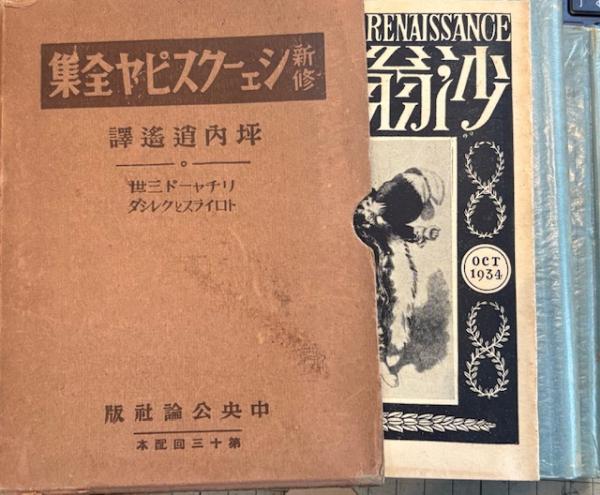 新修
シェークスピヤ全集
坪內逍遙譯
リチャード三世
トロイラスとクレシダ
中央公論社版
第十三回配本
RENAISSANCE
沙翁
OCT
1934